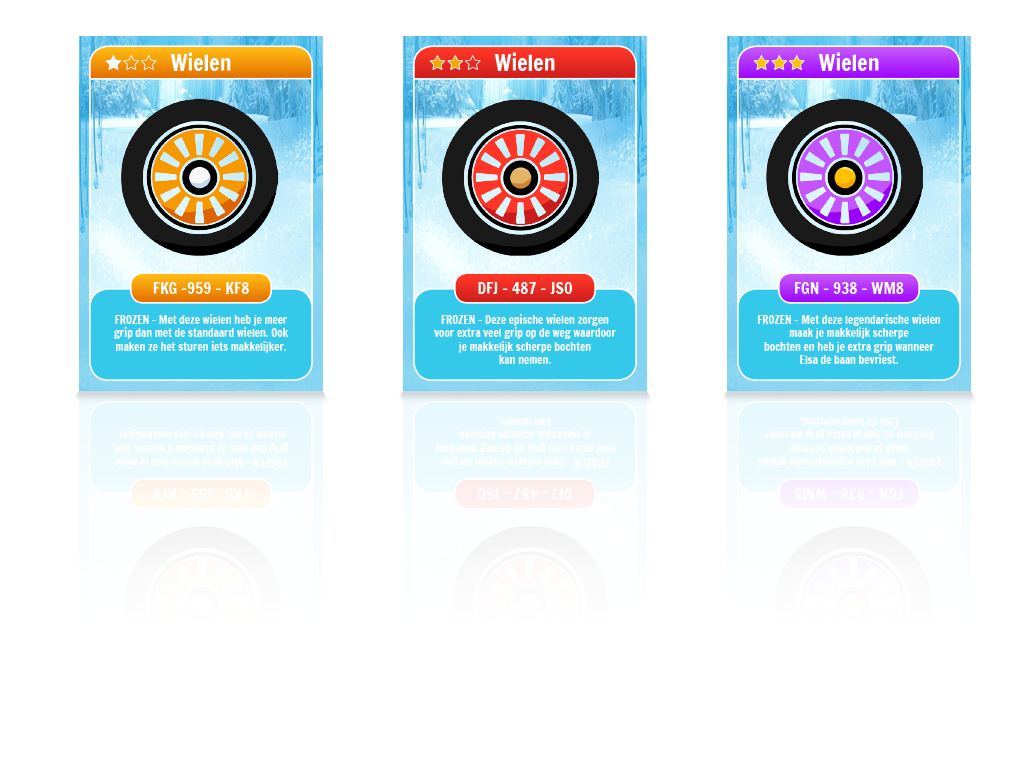 Wielen
FKG -959 - KF8
FROZEN - Met deze wielen heb je meer
grip dan met de standaard wielen. Ook
maken ze het sturen iets makkelijker.
Wielen
DFJ - 487 - JS0
FROZEN - Deze epische wielen zorgen
voor extra veel grip op de weg waardoor
je makkelijk scherpe bochten
kan nemen.
Wielen
FGN - 938 - WM8
FROZEN - Met deze legendarische wielen
maak je makkelijk scherpe
bochten en heb je extra grip wanneer
Elsa de baan bevriest.